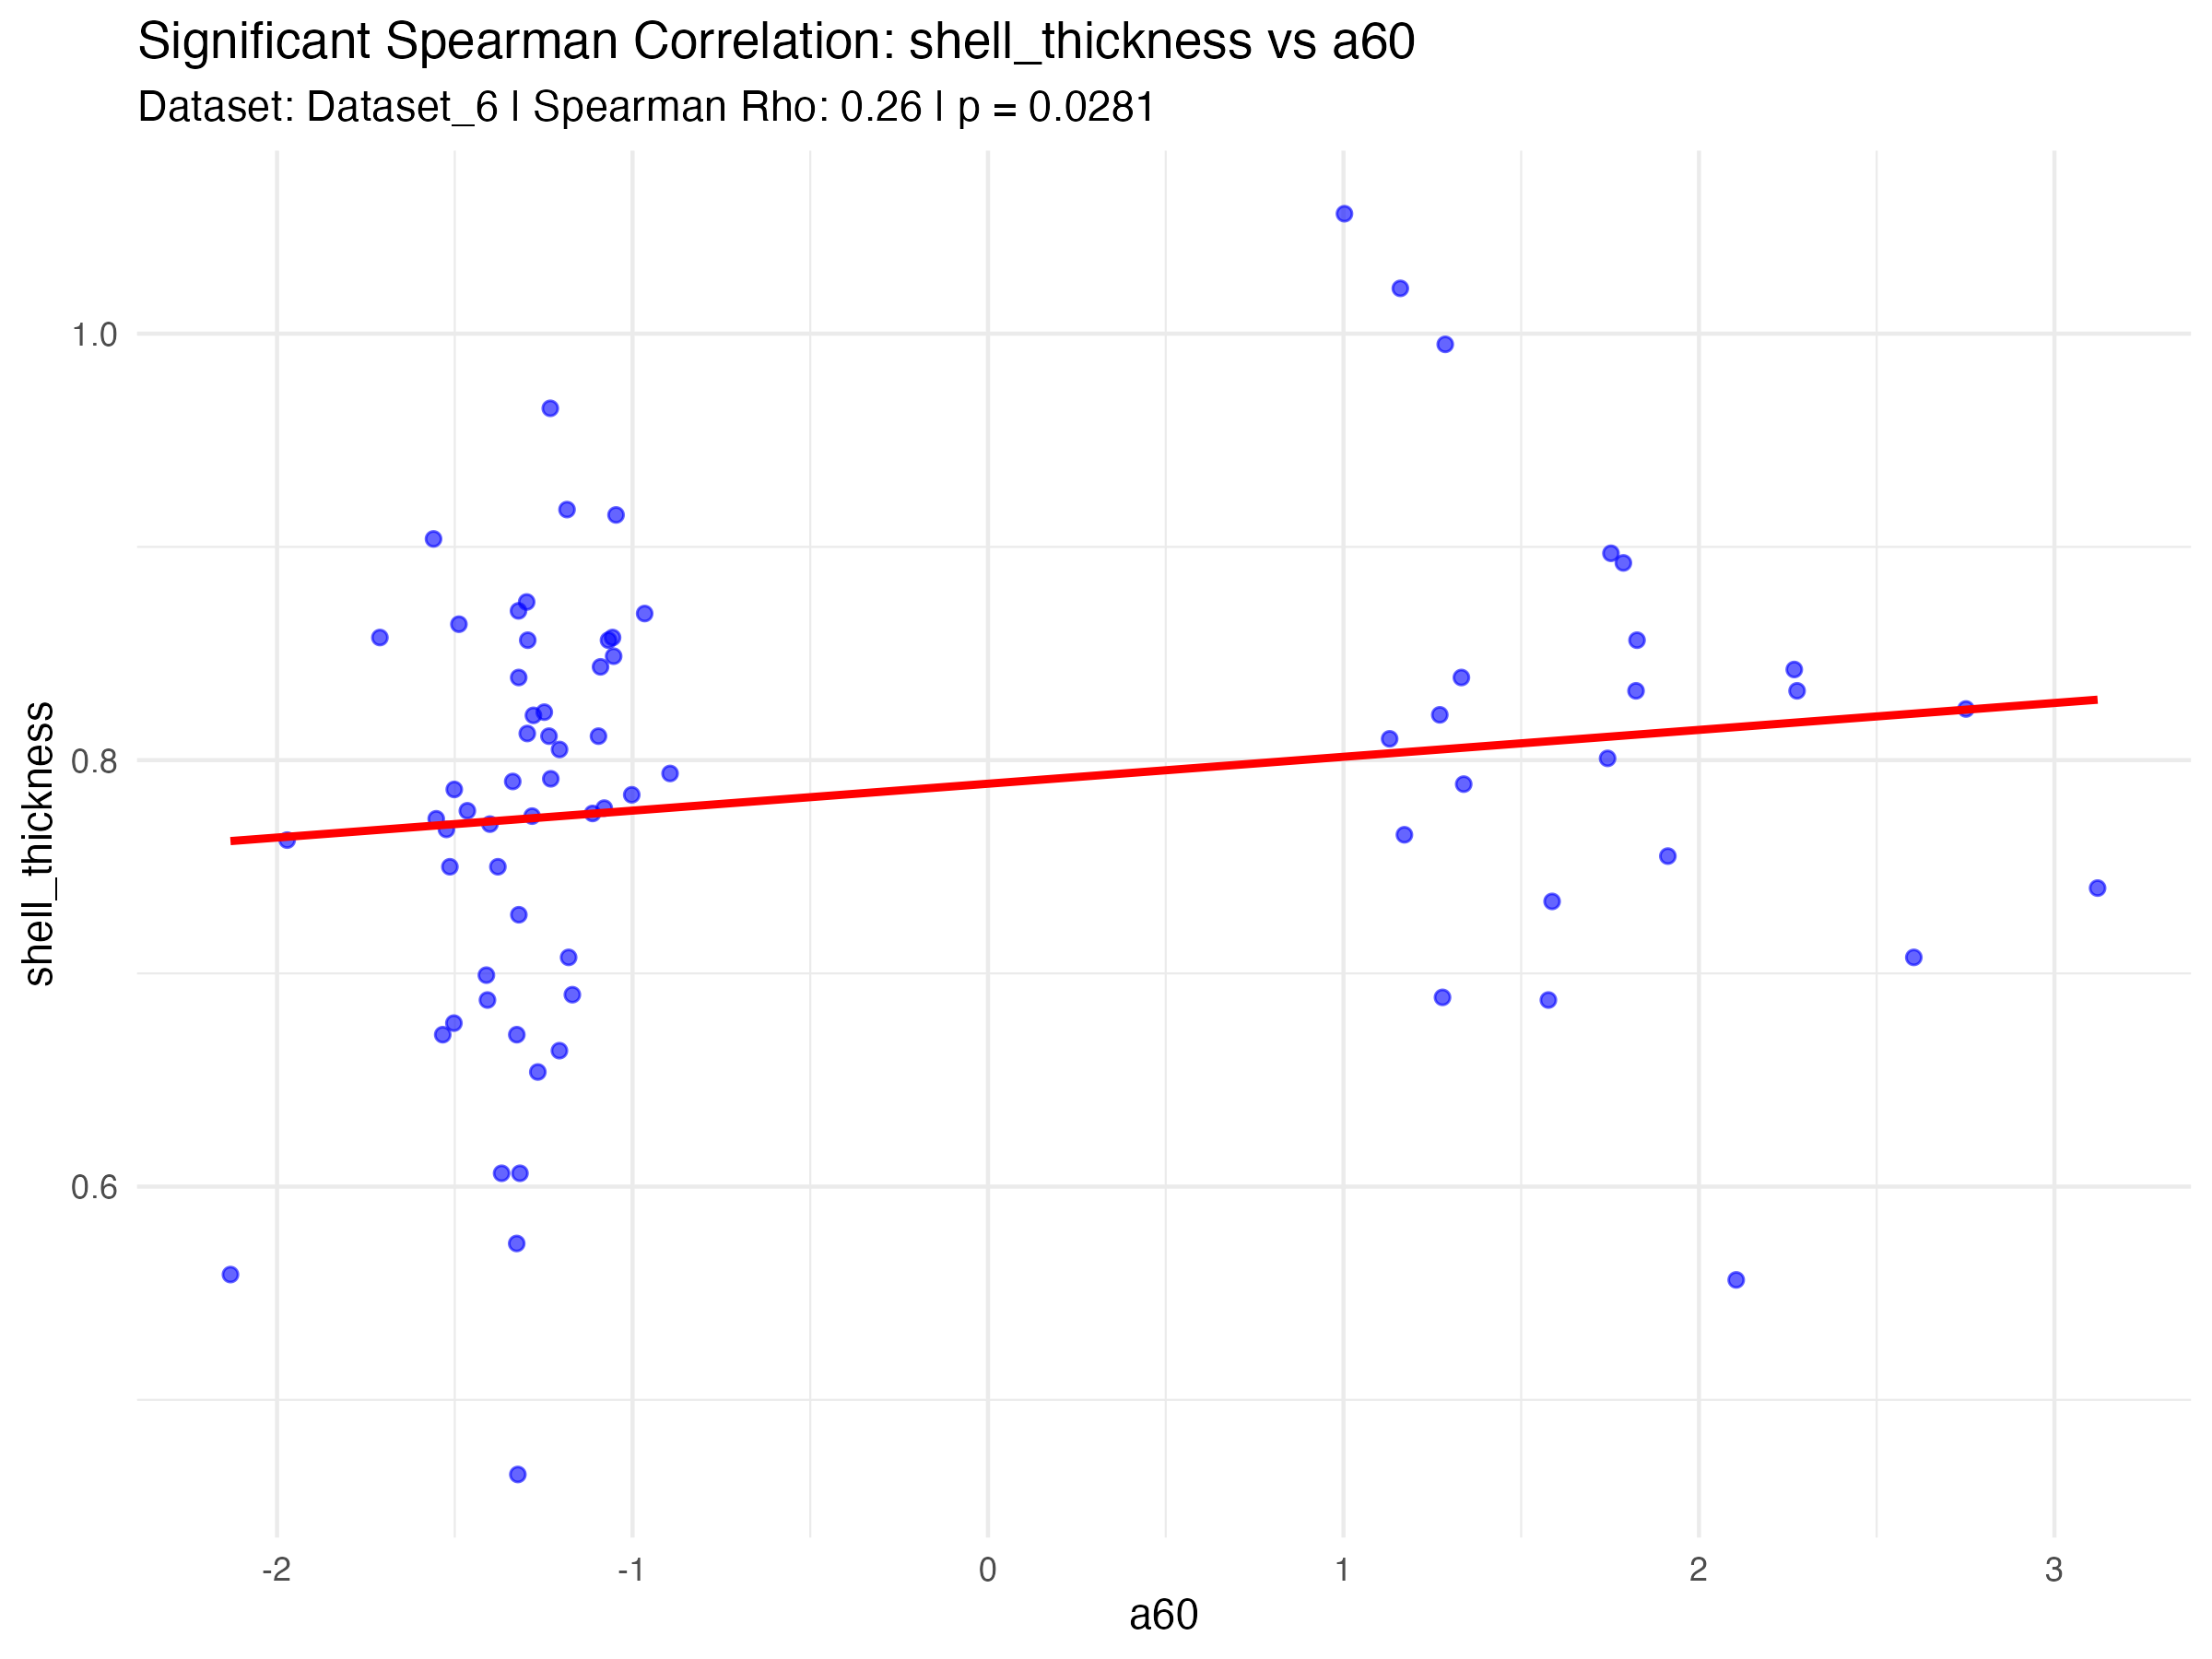 Significant Spearman Correlation: shell_thickness vs a60
Dataset: Dataset_6 | Spearman Rho: 0.26 | p = 0.0281
1.0
0.8
0.6
shell_thickness
-2 -1 0 1 2 3
a60